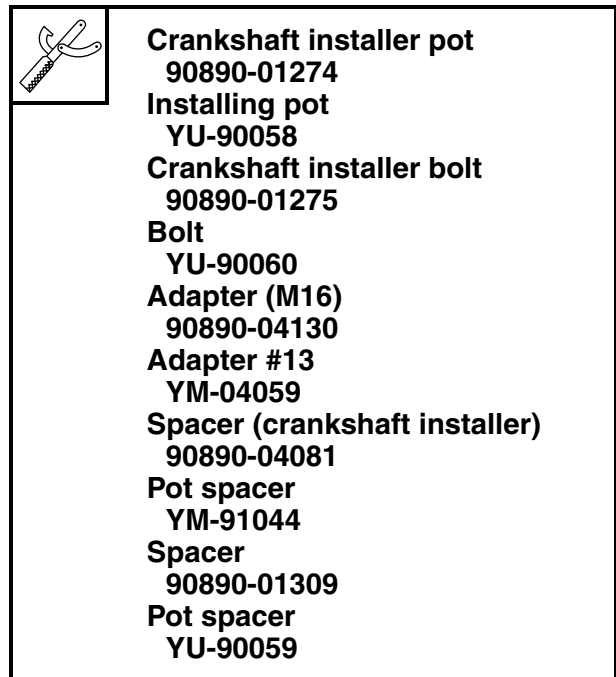 Crankshaft installer pot
90890-01274
Installing pot
YU-90058
Crankshaft installer bolt
90890-01275
Bolt
YU-90060
Adapter (M16)
90890-04130
Adapter #13
YM-04059
Spacer (crankshaft installer)
90890-04081
Pot spacer
YM-91044
Spacer
90890-01309
Pot spacer
YU-90059